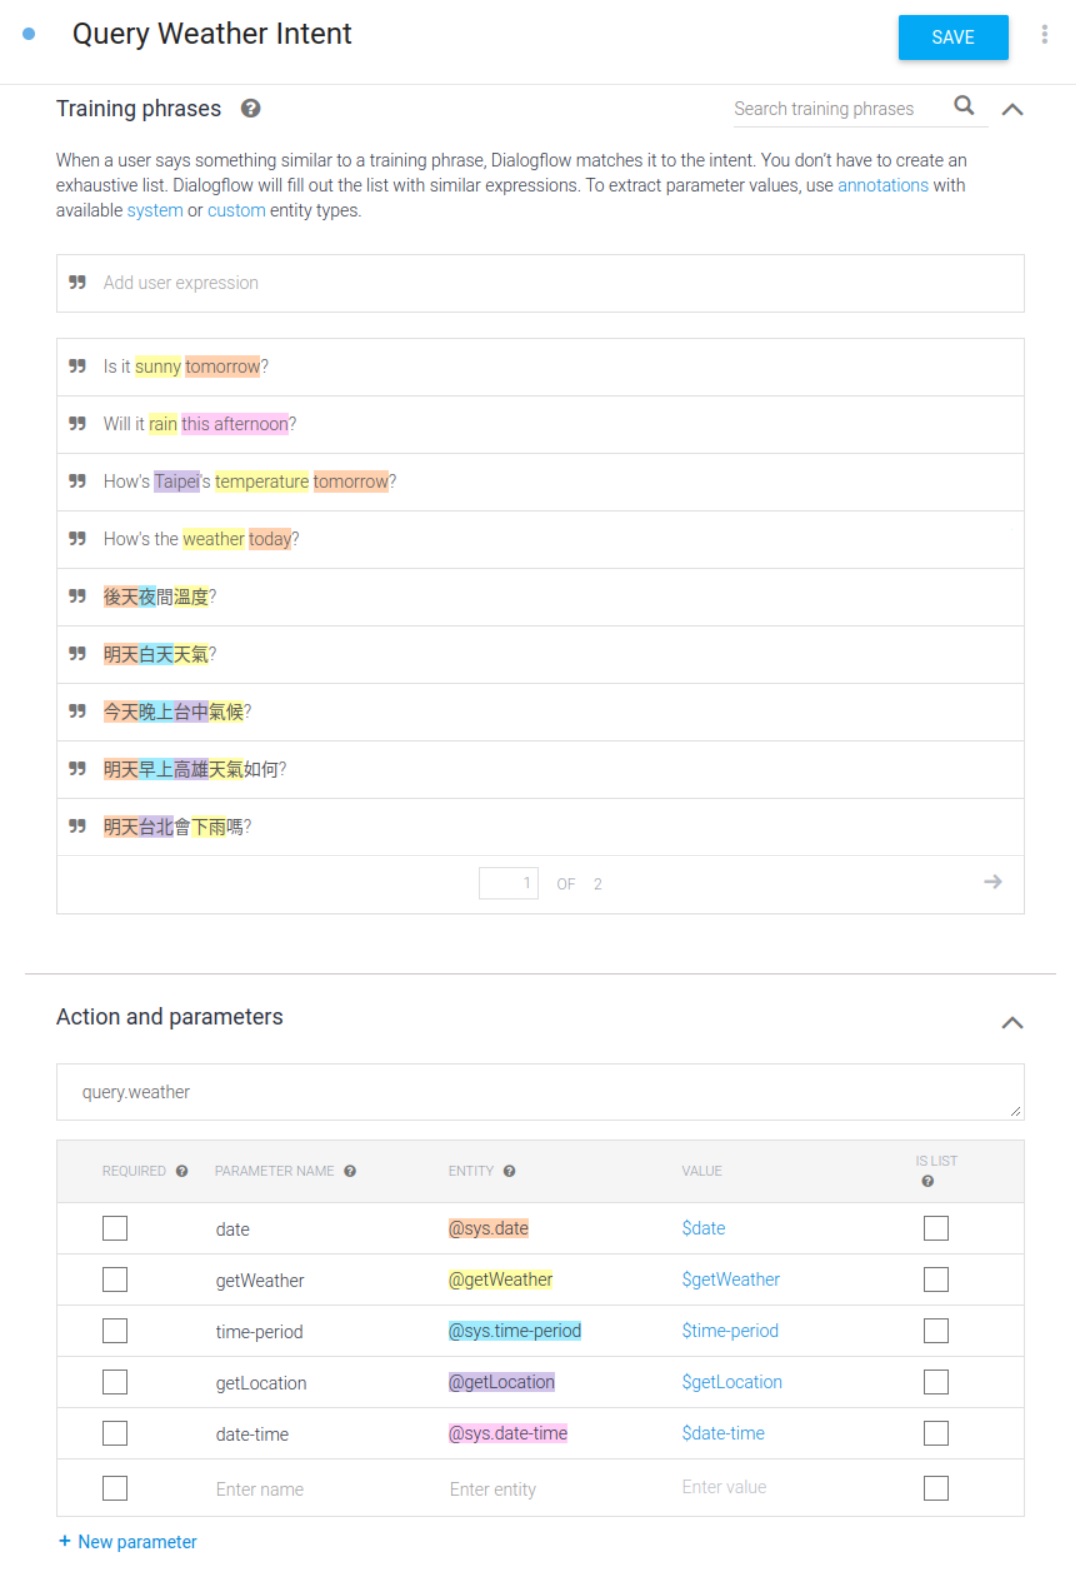 Query Weather Intent
SAVE
Training phrases
Search training phrases
When a user says something similar to a training phrase, Dialogflow matches it to the intent. You don't have to create an
exhaustive list. Dialogflow will fill out the list with similar expressions. To extract parameter values, use annotations with
available system or custom entity types.
Add user expression
Is it sunny tomorrow?
Will it rain this afternoon?
How's Taipei's temperature tomorrow?
How's the weather today?
後天夜間溫度?
明天白天天氣?
今天晚上台中氣候?
明天早上高雄天氣如何?
明天台北會下雨嗎?
1 OF 2
Action and parameters
query.weather
REQUIRED PARAMETER NAME ENTITY VALUE IS LIST
date @sys.date $date
getWeather @getWeather $getWeather
time-period @sys.time-period $time-period
getLocation @getLocation $getLocation
date-time @sys.date-time $date-time
Enter name Enter entity Enter value
+ New parameter